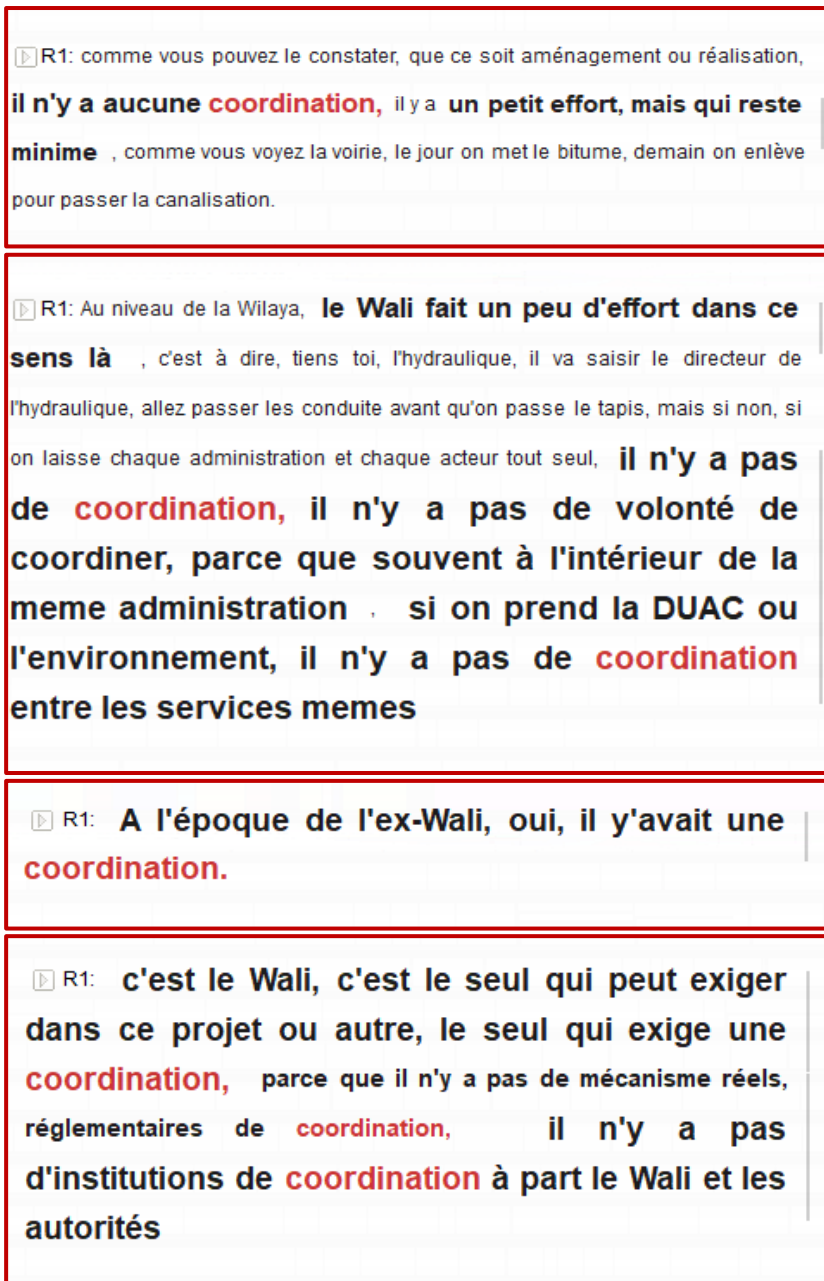 R1: comme vous pouvez le constater, que ce soit aménagement ou réalisation,
il n'y a aucune coordination, il y a un petit effort, mais qui reste
minime , comme vous voyez la voirie, le jour on met le bitume, demain on enlève
pour passer la canalisation.
R1: Au niveau de la Wilaya, le Wali fait un peu d'effort dans ce
sens là , c'est à dire, tiens toi, l'hydraulique, il va saisir le directeur de
l'hydraulique, allez passer les conduite avant qu'on passe le tapis, mais si non, si
on laisse chaque administration et chaque acteur tout seul, il n'y a pas
de coordination, il n'y a pas de volonté de
coordiner, parce que souvent à l'intérieur de la
meme administration , si on prend la DUAC ou
l'environnement, il n'y a pas de coordination
entre les services memes
R1: A l'époque de l'ex-Wali, oui, il y'avait une
coordination.
R1: c'est le Wali, c'est le seul qui peut exiger
dans ce projet ou autre, le seul qui exige une
coordination, parce que il n'y a pas de mécanisme réels,
réglementaires de coordination, il n'y a pas
d'institutions de coordination à part le Wali et les
autorités